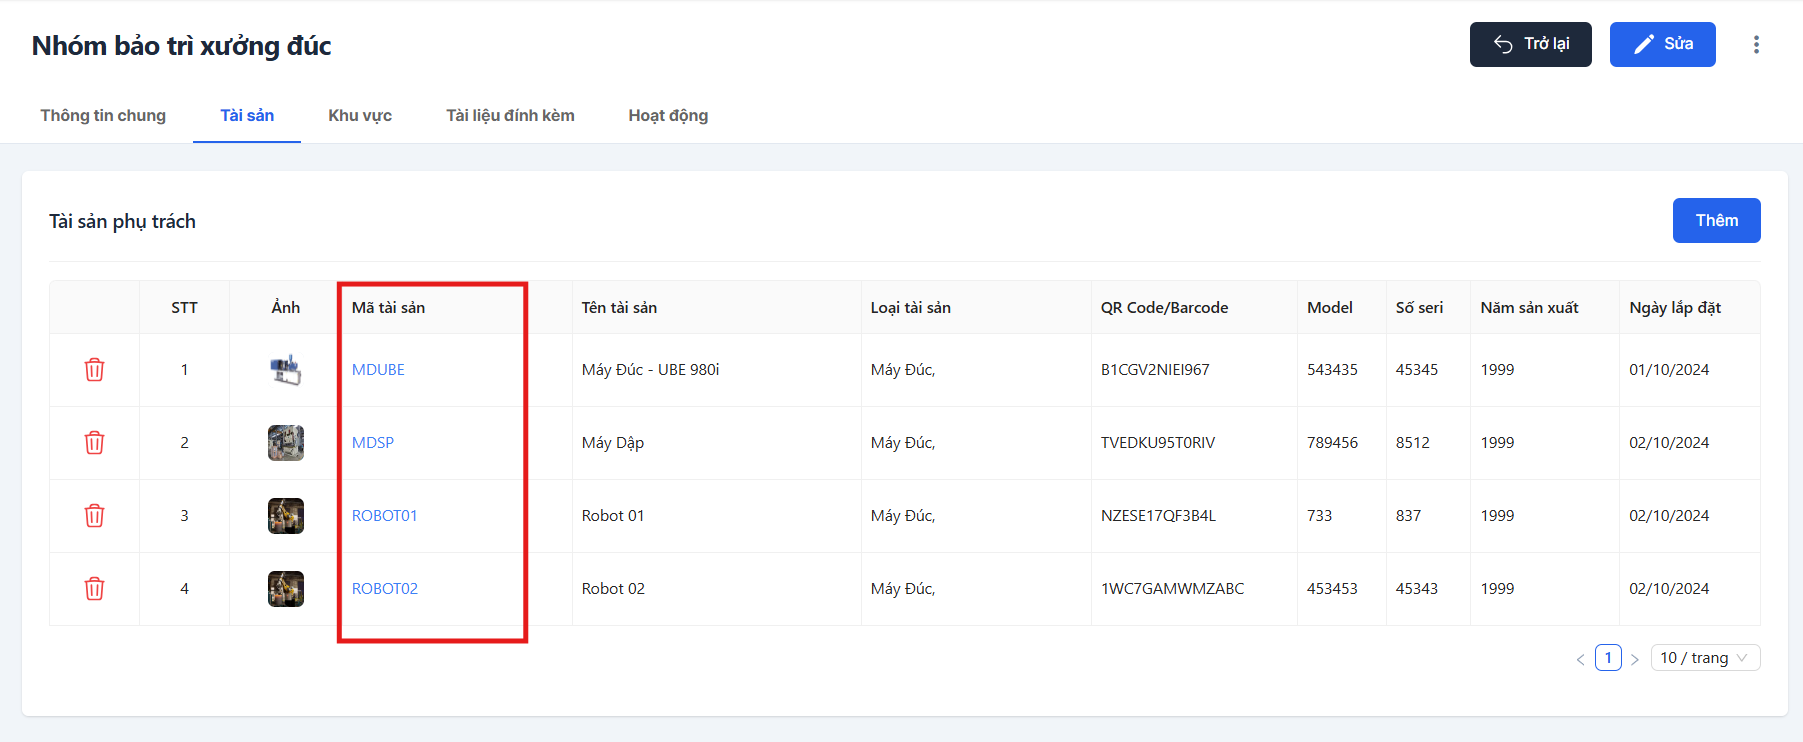 Nhóm bảo trì xưởng đúc
Trở lại
Sửa
Thông tin chung Tài sản Khu vực Tài liệu đính kèm Hoạt động
Tài sản phụ trách
Thêm
STT Ảnh Mã tài sản Tên tài sản Loại tài sản QR Code/Barcode Model Số seri Năm sản xuất Ngày lắp đặt
1 MDUBE Máy Đúc - UBE 980i Máy Đúc, B1CGV2NIEI967 543435 45345 1999 01/10/2024
2 MDSP Máy Dập Máy Đúc, TVEDKU95T0RIV 789456 8512 1999 02/10/2024
3 ROBOT01 Robot 01 Máy Đúc, NZESE17QF3B4L 733 837 1999 02/10/2024
4 ROBOT02 Robot 02 Máy Đúc, 1WC7GAMWMZABC 453453 45343 1999 02/10/2024
< 1 > 10 / trang